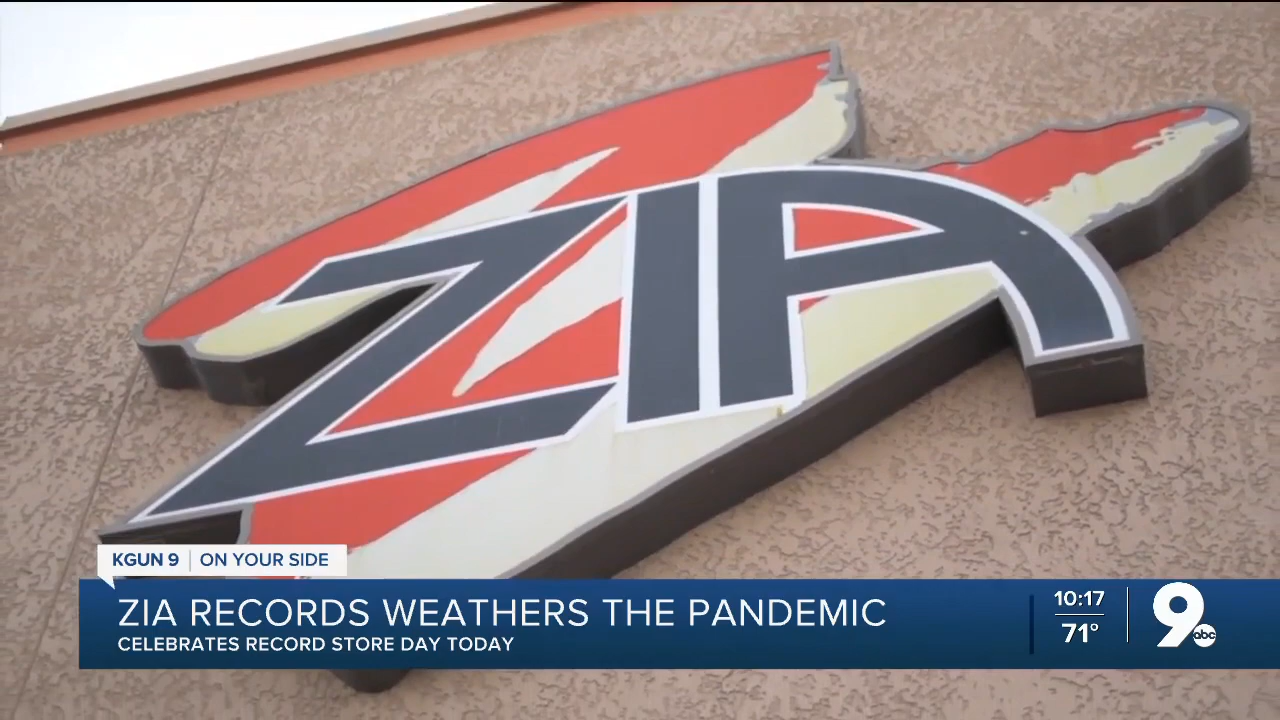 ZIA
KGUN 9 | ON YOUR SIDE
ZIA RECORDS WEATHERS THE PANDEMIC
CELEBRATES RECORD STORE DAY TODAY
10:17
71°
9
abc